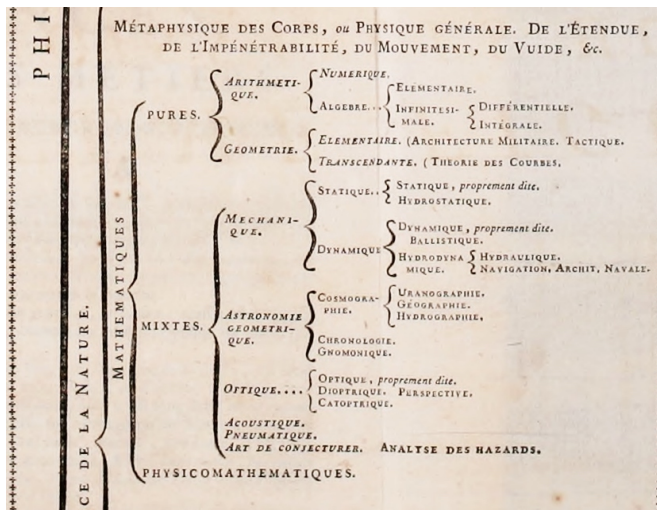 PHI
MÉTAPHYSIQUE DES CORPS, ou PHYSIQUE GÉNÉRALE. DE L'ÉTENDUE,
DE L'IMPÉNÉTRABILITÉ, DU MOUVEMENT, DU VUIDE, &c.
CE DE LA NATURE.
MATHEMATIQUES
PURES.
ARITHMETI-
QUE.
NUMERIQUE.
ALGEBRE...
ELÉMENTAIRE.
INFINITESI-
MALE.
DIFFÉRENTIELLE.
INTÉGRALE.
GEOMETRIE.
ELEMENTAIRE. (ARCHITECTURE MILITAIRE. TACTIQUE.
TRANSCENDANTE. (THEORIE DES COURBES,
MIXTES.
MECHANI-
QUE.
STATIQUE..
STATIQUE, proprement dite.
HYDROSTATIQUE.
DYNAMIQUE
DYNAMIQUE, proprement dite.
BALLISTIQUE.
HYDRODYNA
MIQUE.
HYDRAULIQUE.
NAVIGATION, ARCHIT, NAVALE.
ASTRONOMIE
GEOMETRI-
QUE.
COSMOGRA-
PHIE.
URANOGRAPHIE.
GÉOGRAPHIE.
HYDROGRAPHIE,
CHRONOLOGIE.
GNOMONIQUE.
OPTIQUE....
OPTIQUE, proprement dite.
DIOPTRIQUE. PERSPECTIVE,
CATOPTRIQUE.
ACOUSTIQUE.
PNEUMATIQUE.
ART DE CONJECTURER. ANALYSE DES HAZARDS.
PHYSICOMATHEMATIQUES.